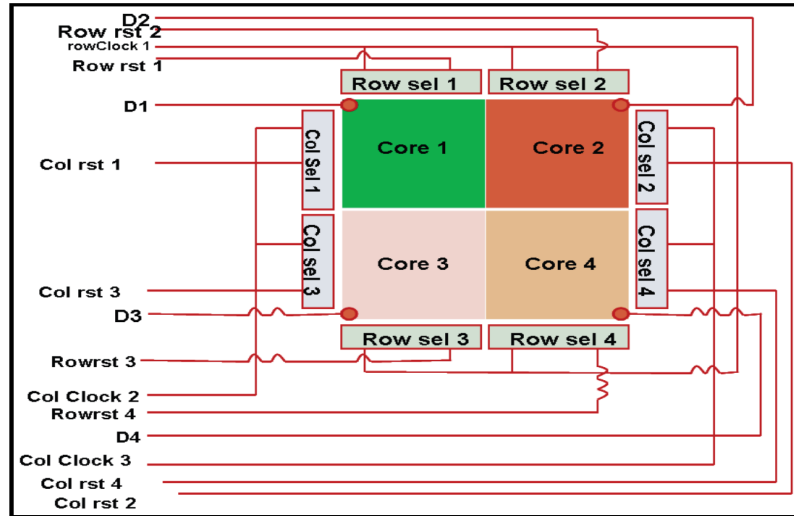 D2
Row rst 2
rowClock 1
Row rst 1
Row sel 1
Row sel 2
D1
Col Sel 1
Core 1
Core 2
Col sel 2
Col rst 1
Col sel 3
Core 3
Core 4
Col sel 4
Col rst 3
D3
Row sel 3
Row sel 4
Rowrst 3
Col Clock 2
Rowrst 4
D4
Col Clock 3
Col rst 4
Col rst 2